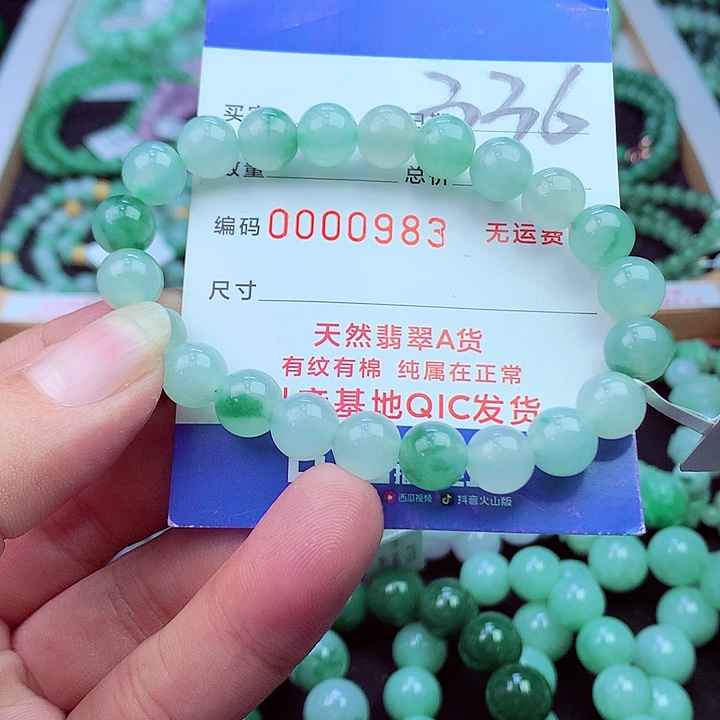 336
数量 总价
编码 0000983 无运费
尺寸
天然翡翠A货
有纹有棉 纯属在正常
基地QIC发货
西瓜视频 抖音火山版